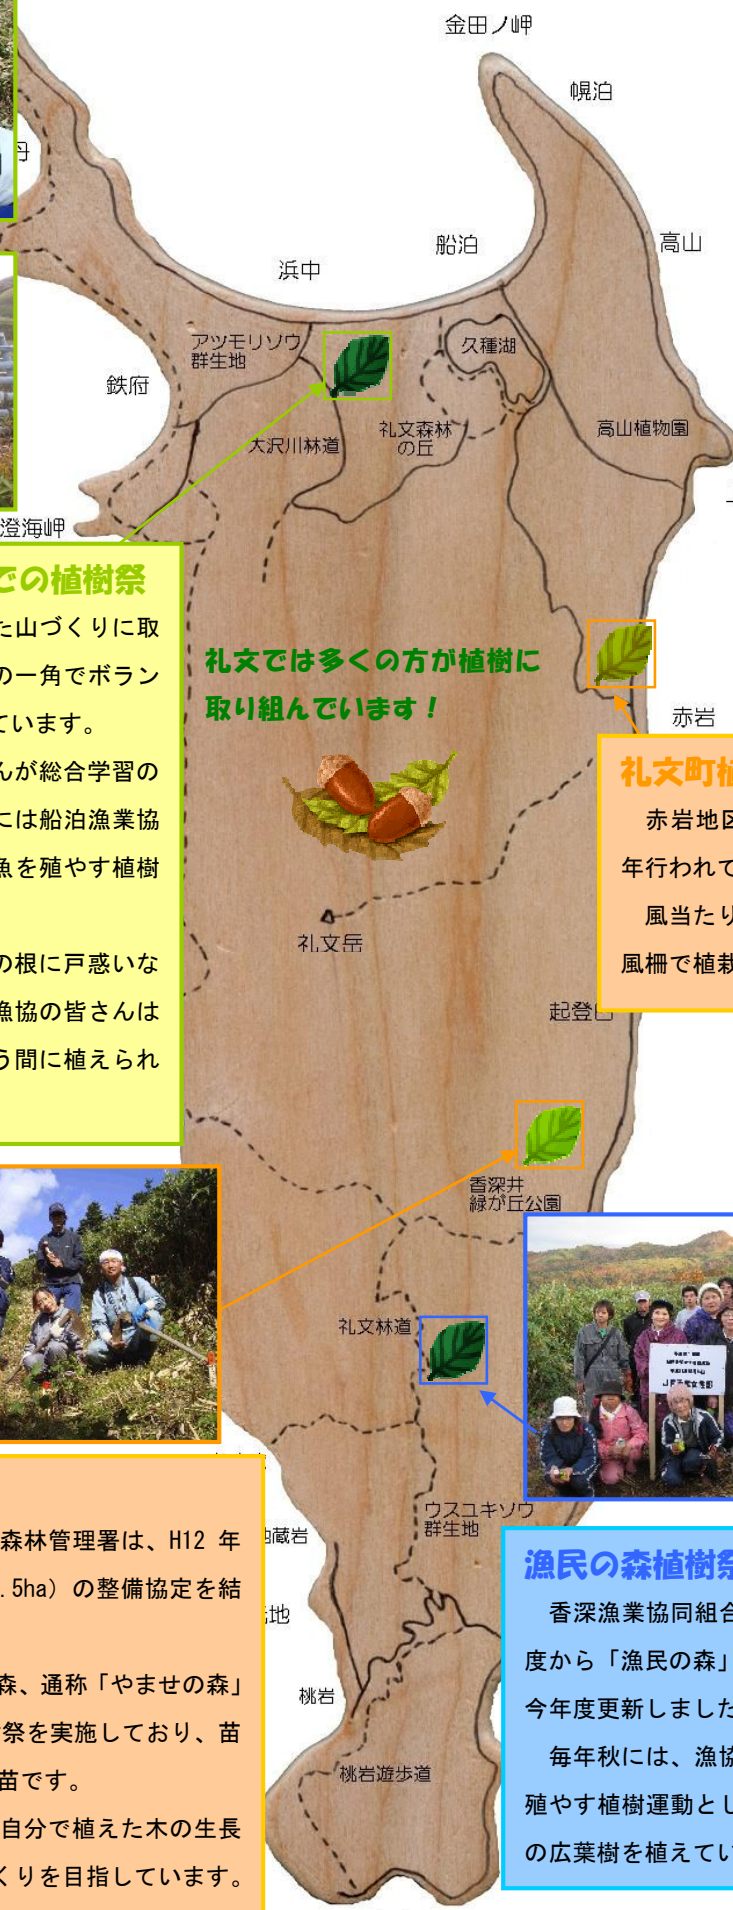 金田ノ岬
幌泊
船泊
高山
浜中
アツモリソウ
群生地
久種湖
鉄府
大沢川林道
礼文森林
の丘
高山植物園
澄海岬
での植樹祭
た山づくりに取
の一角でボラン
ています。
んが総合学習の
には船泊漁業協
魚を殖やす植樹
の根に戸惑いな
漁協の皆さんは
う間に植えられ
礼文では多くの方が植樹に
取り組んでいます！
赤岩
礼文町植
赤岩地区
年行われて
風当たり
風柵で植栽
礼文岳
起登臼
香深井
緑が丘公園
礼文林道
ウスユキソウ
群生地
地蔵岩
桃岩
桃岩遊歩道
森林管理署は、H12 年
.5ha）の整備協定を結
森、通称「やませの森」
祭を実施しており、苗
苗です。
自分で植えた木の生長
くりを目指しています。
漁民の森植樹祭
香深漁業協同組合
度から「漁民の森」
今年度更新しました
毎年秋には、漁協
殖やす植樹運動とし
の広葉樹を植えてい